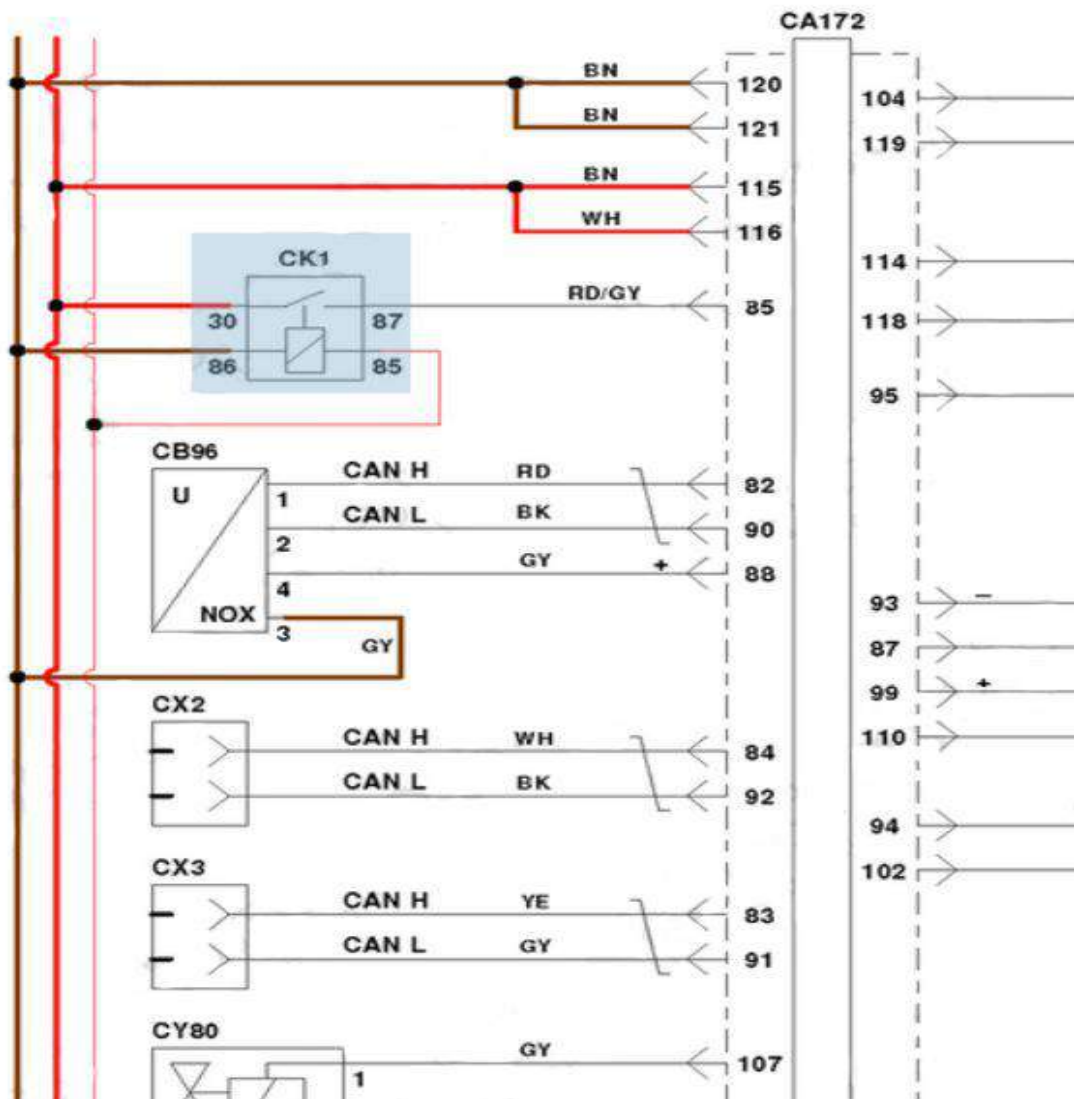 CA172
BN 120
104
BN 121
119
BN 115
WH 116
114
CK1
RD/GY 85
30 87
118
86 85
95
CB96
U
1 CAN H RD 82
2 CAN L BK 90
4 GY + 88
93 –
NOX
3
GY
87
99 +
CX2
CAN H WH 84
110
CAN L BK 92
94
CX3
102
CAN H YE 83
CAN L GY 91
CY80
1 GY 107